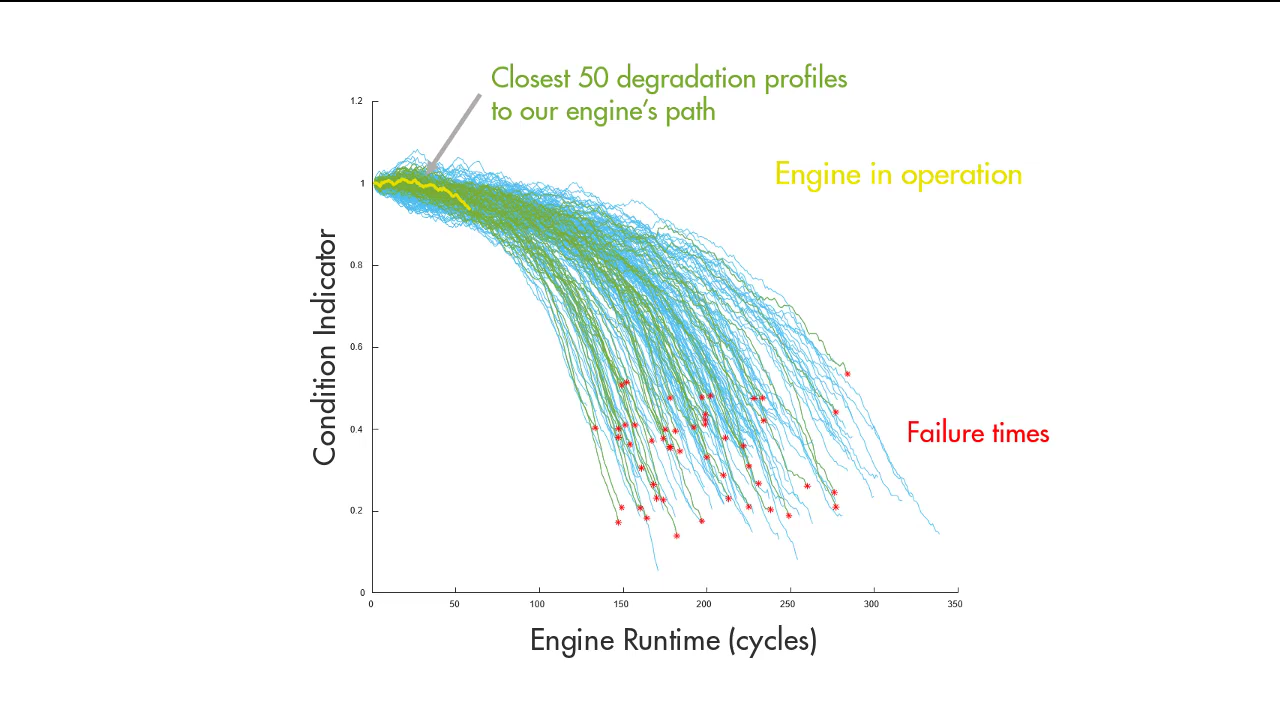 Closest 50 degradation profiles
to our engine's path
Engine in operation
Failure times
Condition Indicator
1.2
1
0.8
0.6
0.4
0.2
0
0 50 100 150 200 250 300 350
Engine Runtime (cycles)